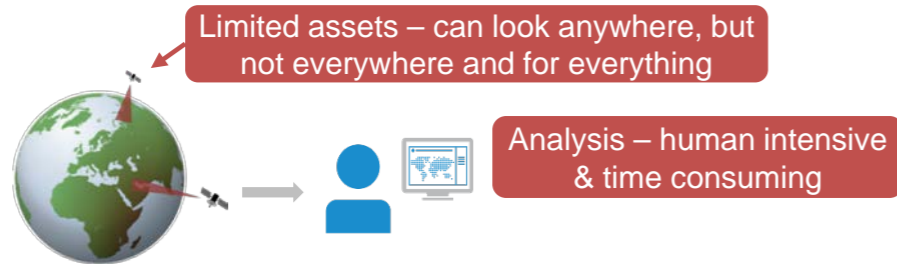 Limited assets – can look anywhere, but
not everywhere and for everything
Analysis – human intensive
& time consuming